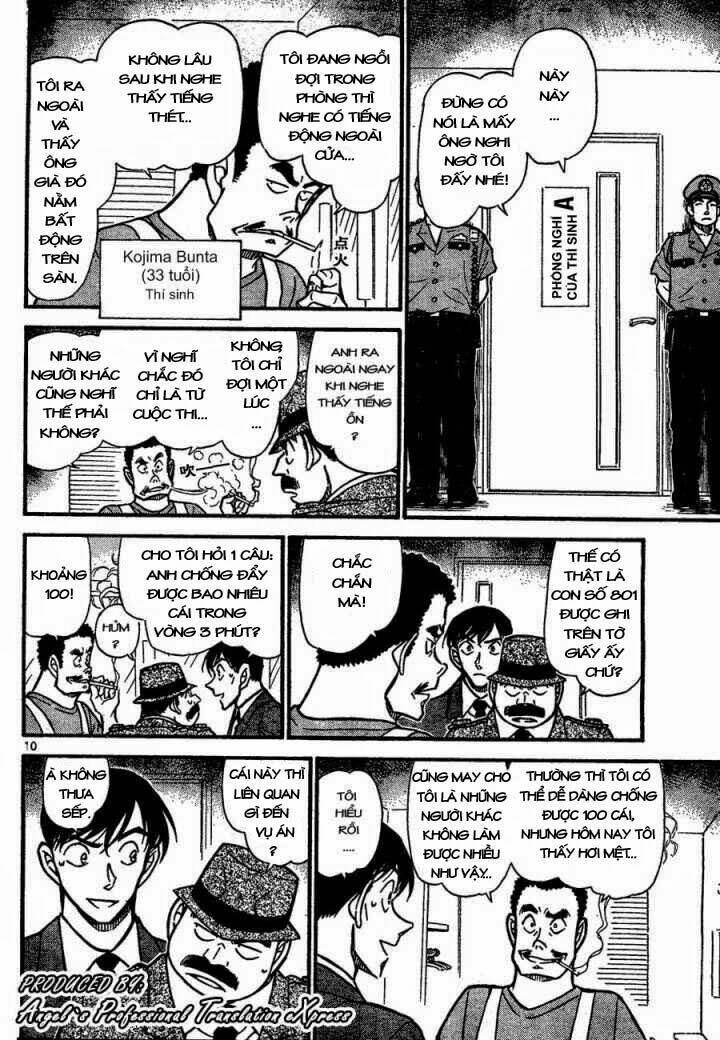 NÀY
NÀY
...
ĐỪNG CÓ
NÓI LÀ MẤY
ÔNG NGHI
NGỜ TÔI
ĐẤY NHÉ!
PHÒNG NGHỈ
CỦA THÍ SINH
A
TÔI ĐANG NGỒI
ĐỢI TRONG
PHÒNG THÌ
NGHE CÓ TIẾNG
ĐỘNG NGOÀI
CỬA...
KHÔNG LÂU
SAU KHI NGHE
THẤY TIẾNG
THÉT...
TÔI RA
NGOÀI
VÀ
THẤY
ÔNG
GIÀ ĐÓ
NẰM
BẤT
ĐỘNG
TRÊN
SÀN.
点火
Kojima Bunta
(33 tuổi)
Thí sinh
ANH RA
NGOÀI NGAY
KHI NGHE
THẤY TIẾNG
ỒN
?
KHÔNG,
TÔI CHỈ
ĐỢI MỘT
LÚC
...
VÌ NGHĨ
CHẮC ĐÓ
CHỈ LÀ TỪ
CUỘC THI...
NHỮNG
NGƯỜI KHÁC
CŨNG NGHĨ
THẾ PHẢI
KHÔNG?
吹
THẾ CÓ
THẬT LÀ
CON SỐ 801
ĐƯỢC GHI
TRÊN TỜ
GIẤY ẤY
CHỨ?
CHẮC
CHẮN
MÀ!
CHO TÔI HỎI 1 CÂU:
ANH CHỐNG ĐẨY
ĐƯỢC BAO NHIÊU
CÁI TRONG
VÒNG 3 PHÚT?
HỬM
?
KHOẢNG
100!
10
THƯỜNG THÌ TÔI CÓ
THỂ DỄ DÀNG CHỐNG
ĐƯỢC 100 CÁI,
NHƯNG HÔM NAY TÔI
THẤY HƠI MỆT...
CŨNG MAY CHO
TÔI LÀ NHỮNG
NGƯỜI KHÁC
KHÔNG LÀM
ĐƯỢC NHIỀU
NHƯ VẬY...
TÔI
HIỂU
RỒI
....
CÁI NÀY THÌ
LIÊN QUAN
GÌ ĐẾN
VỤ ÁN
?
À KHÔNG
THƯA
SẾP.
PRODUCED BY:
Angel's Professional Translation eXpress